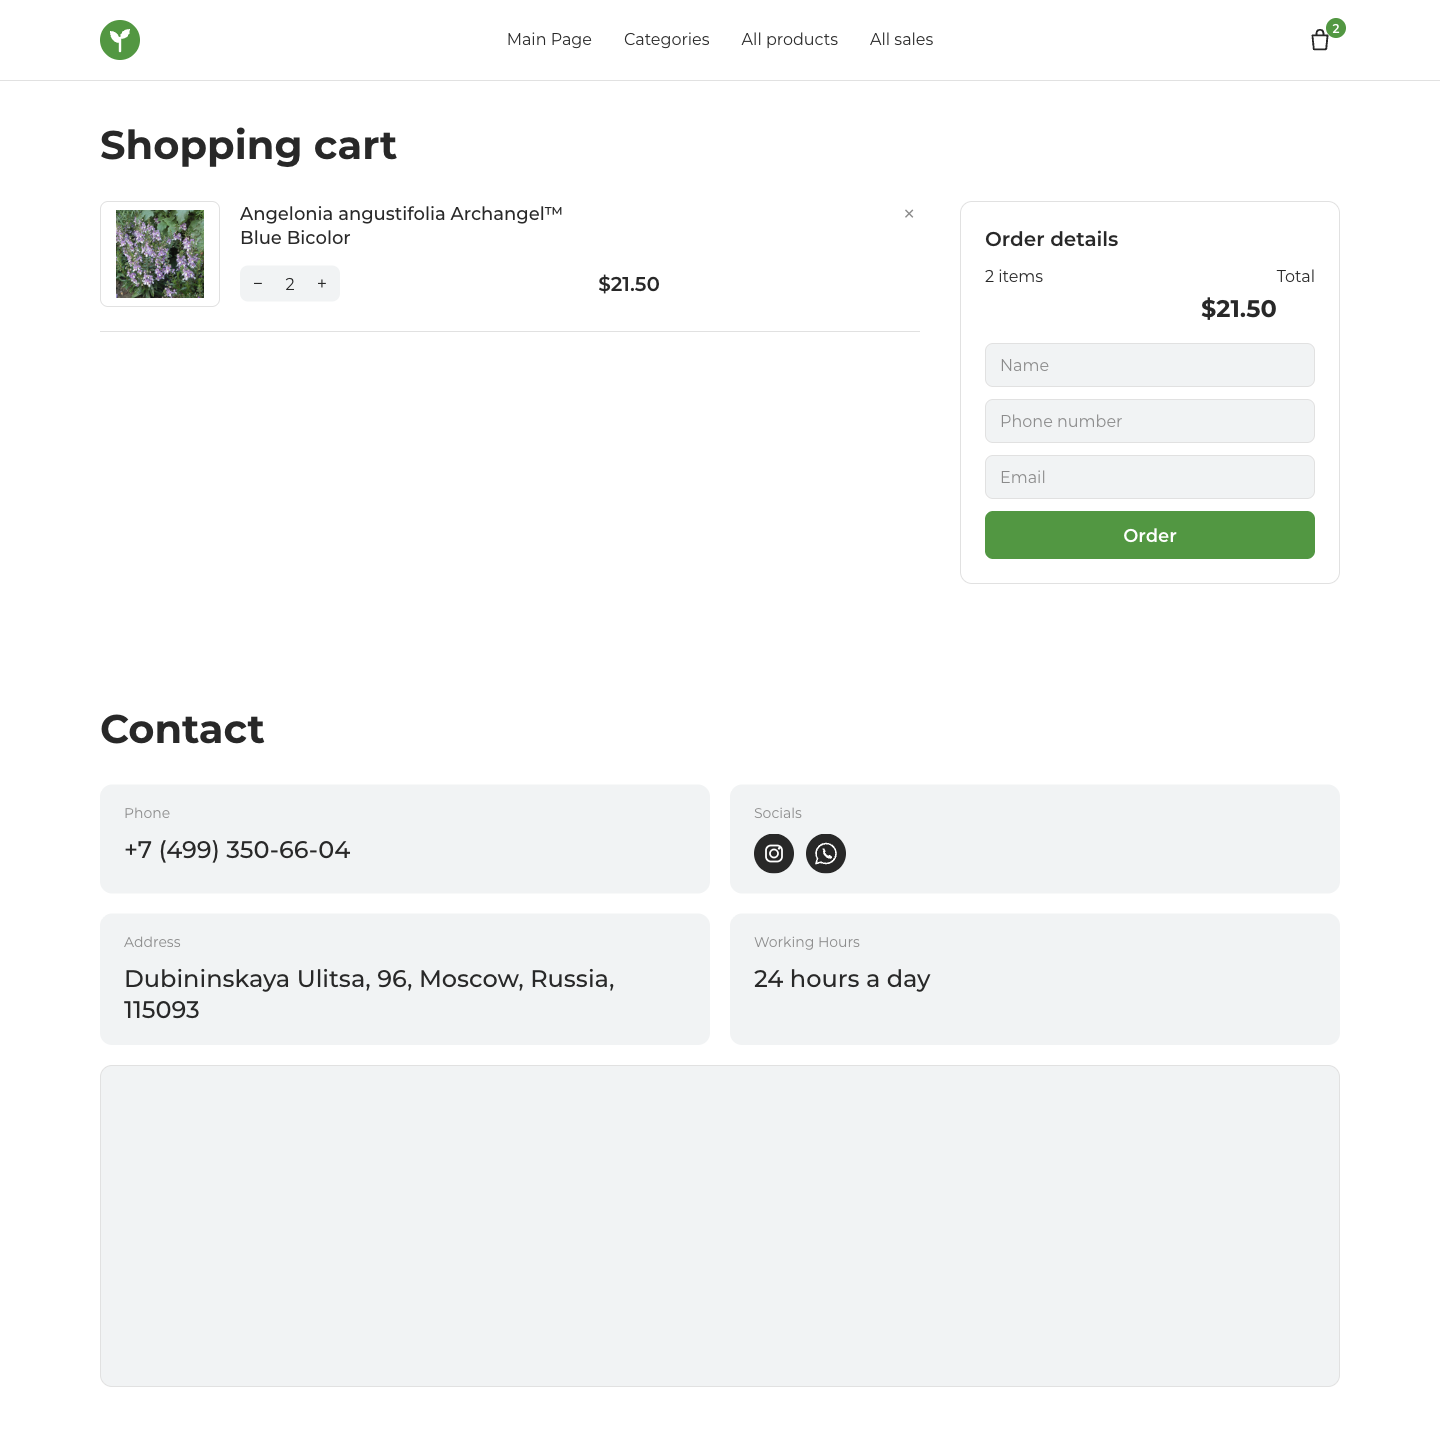 Main Page Categories All products All sales
2
Shopping cart
Angelonia angustifolia Archangel™
Blue Bicolor
×
− 2 +
$21.50
Order details
2 items Total
$21.50
Name
Phone number
Email
Order
Contact
Phone
+7 (499) 350-66-04
Socials
Address
Dubininskaya Ulitsa, 96, Moscow, Russia,
115093
Working Hours
24 hours a day